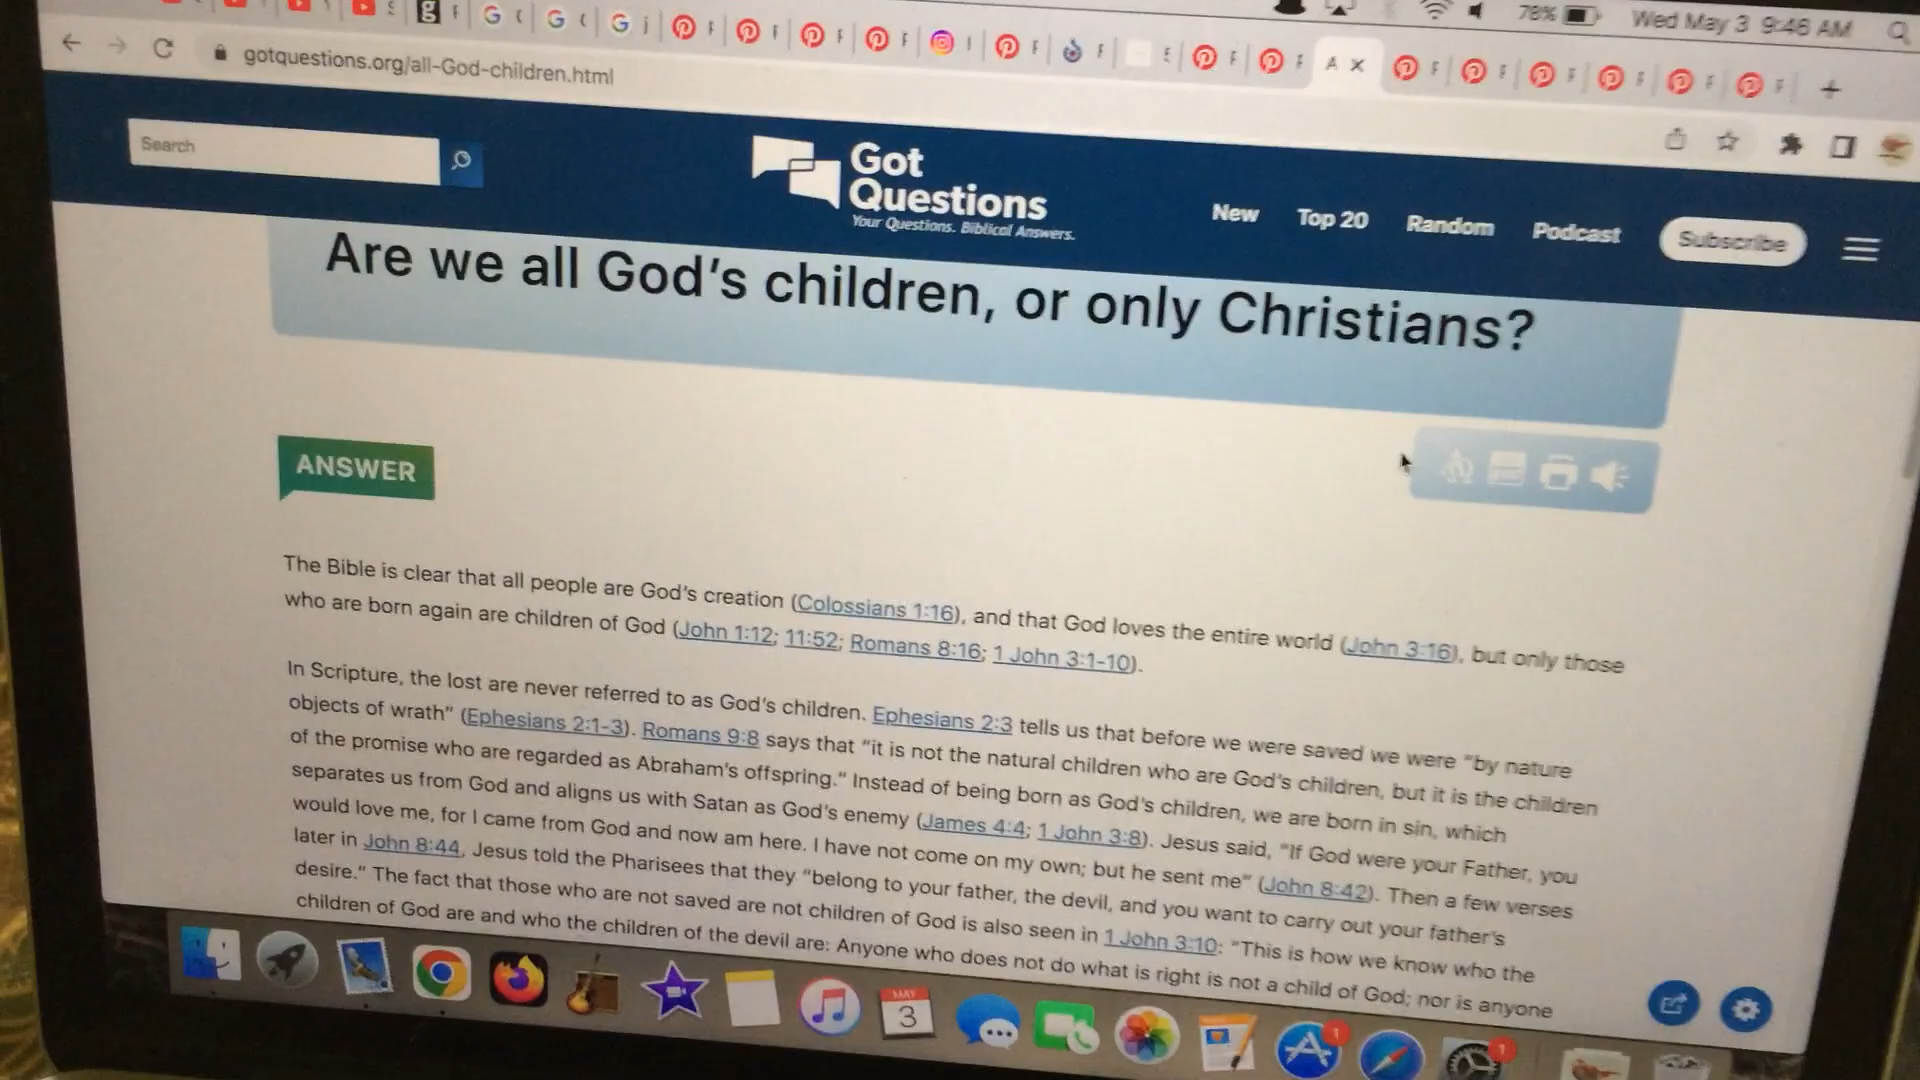 78% Wed May 3 9:46 AM
A
gotquestions.org/all-God-children.html
Search
Got
Questions
Your Questions. Biblical Answers.
New Top 20 Random Podcast Subscribe
Are we all God's children, or only Christians?
ANSWER
The Bible is clear that all people are God's creation (Colossians 1:16), and that God loves the entire world (John 3:16), but only those
who are born again are children of God (John 1:12; 11:52; Romans 8:16; 1 John 3:1-10).
In Scripture, the lost are never referred to as God's children. Ephesians 2:3 tells us that before we were saved we were "by nature
objects of wrath" (Ephesians 2:1-3). Romans 9:8 says that "it is not the natural children who are God's children, but it is the children
of the promise who are regarded as Abraham's offspring." Instead of being born as God's children, we are born in sin, which
separates us from God and aligns us with Satan as God's enemy (James 4:4; 1 John 3:8). Jesus said, "If God were your Father, you
would love me, for I came from God and now am here. I have not come on my own; but he sent me" (John 8:42). Then a few verses
later in John 8:44, Jesus told the Pharisees that they "belong to your father, the devil, and you want to carry out your father's
desire." The fact that those who are not saved are not children of God is also seen in 1 John 3:10: "This is how we know who the
children of God are and who the children of the devil are: Anyone who does not do what is right is not a child of God; nor is anyone
MAY
3
1
1